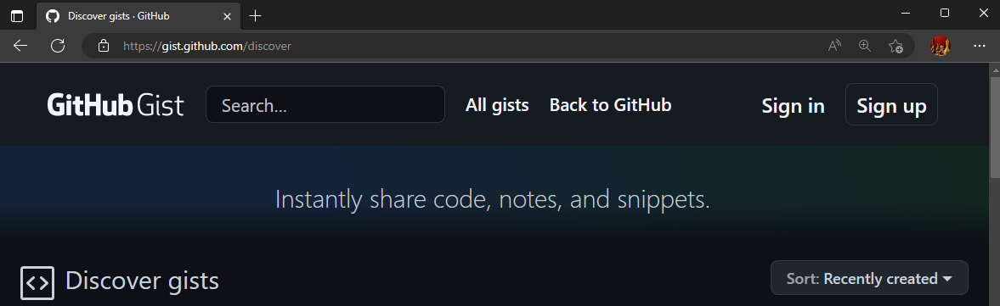 Discover gists · GitHub
https://gist.github.com/discover
GitHub Gist Search... All gists Back to GitHub Sign in Sign up
Instantly share code, notes, and snippets.
Discover gists Sort: Recently created